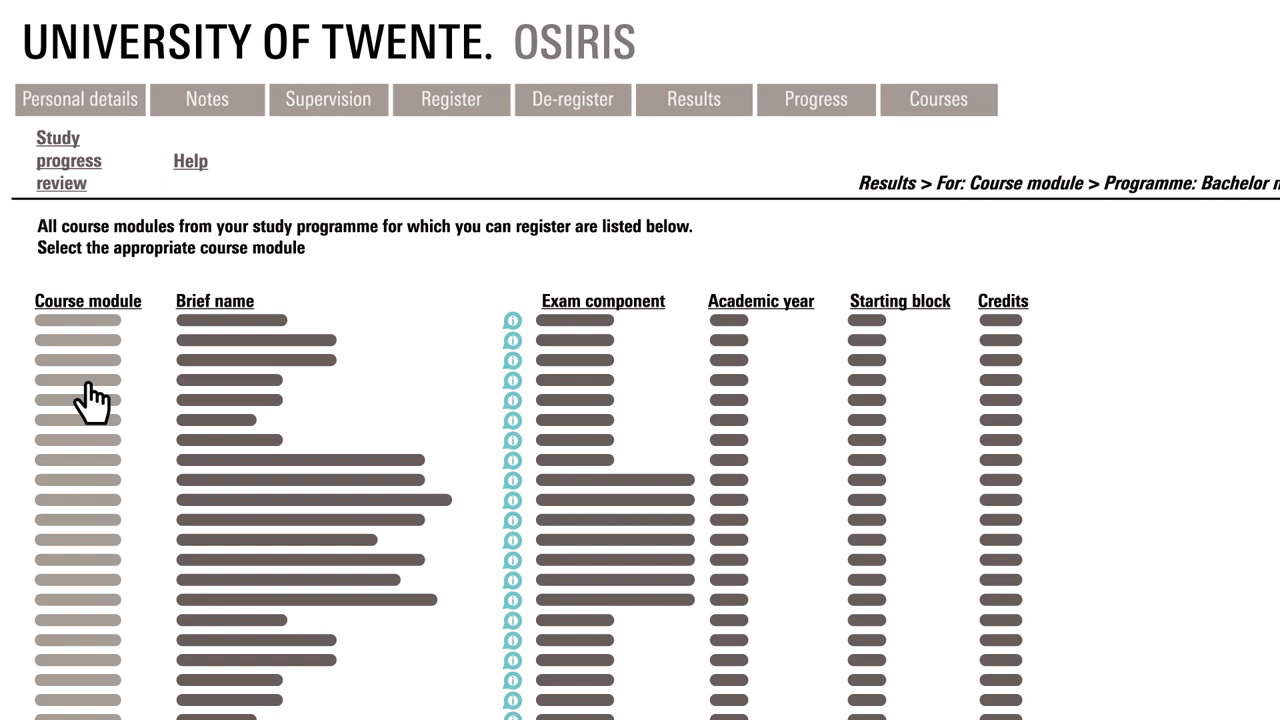 UNIVERSITY OF TWENTE. OSIRIS
Personal details Notes Supervision Register De-register Results Progress Courses
Study
progress
review
Help
Results > For: Course module > Programme: Bachelor
All course modules from your study programme for which you can register are listed below.
Select the appropriate course module
Course module Brief name Exam component Academic year Starting block Credits